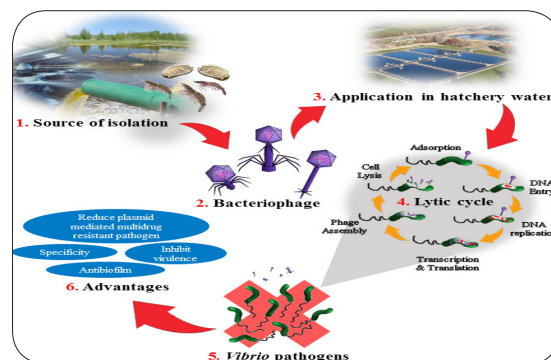 1. Source of isolation
2. Bacteriophage
3. Application in hatchery water
4. Lytic cycle
Adsorption
DNA
Entry
DNA
replication
Transcription
& Translation
Phage
Assembly
Cell
Lysis
5. Vibrio pathogens
Reduce plasmid
mediated multidrug
resistant pathogen
Specificity
Inhibit
virulence
Antibiofilm
6. Advantages